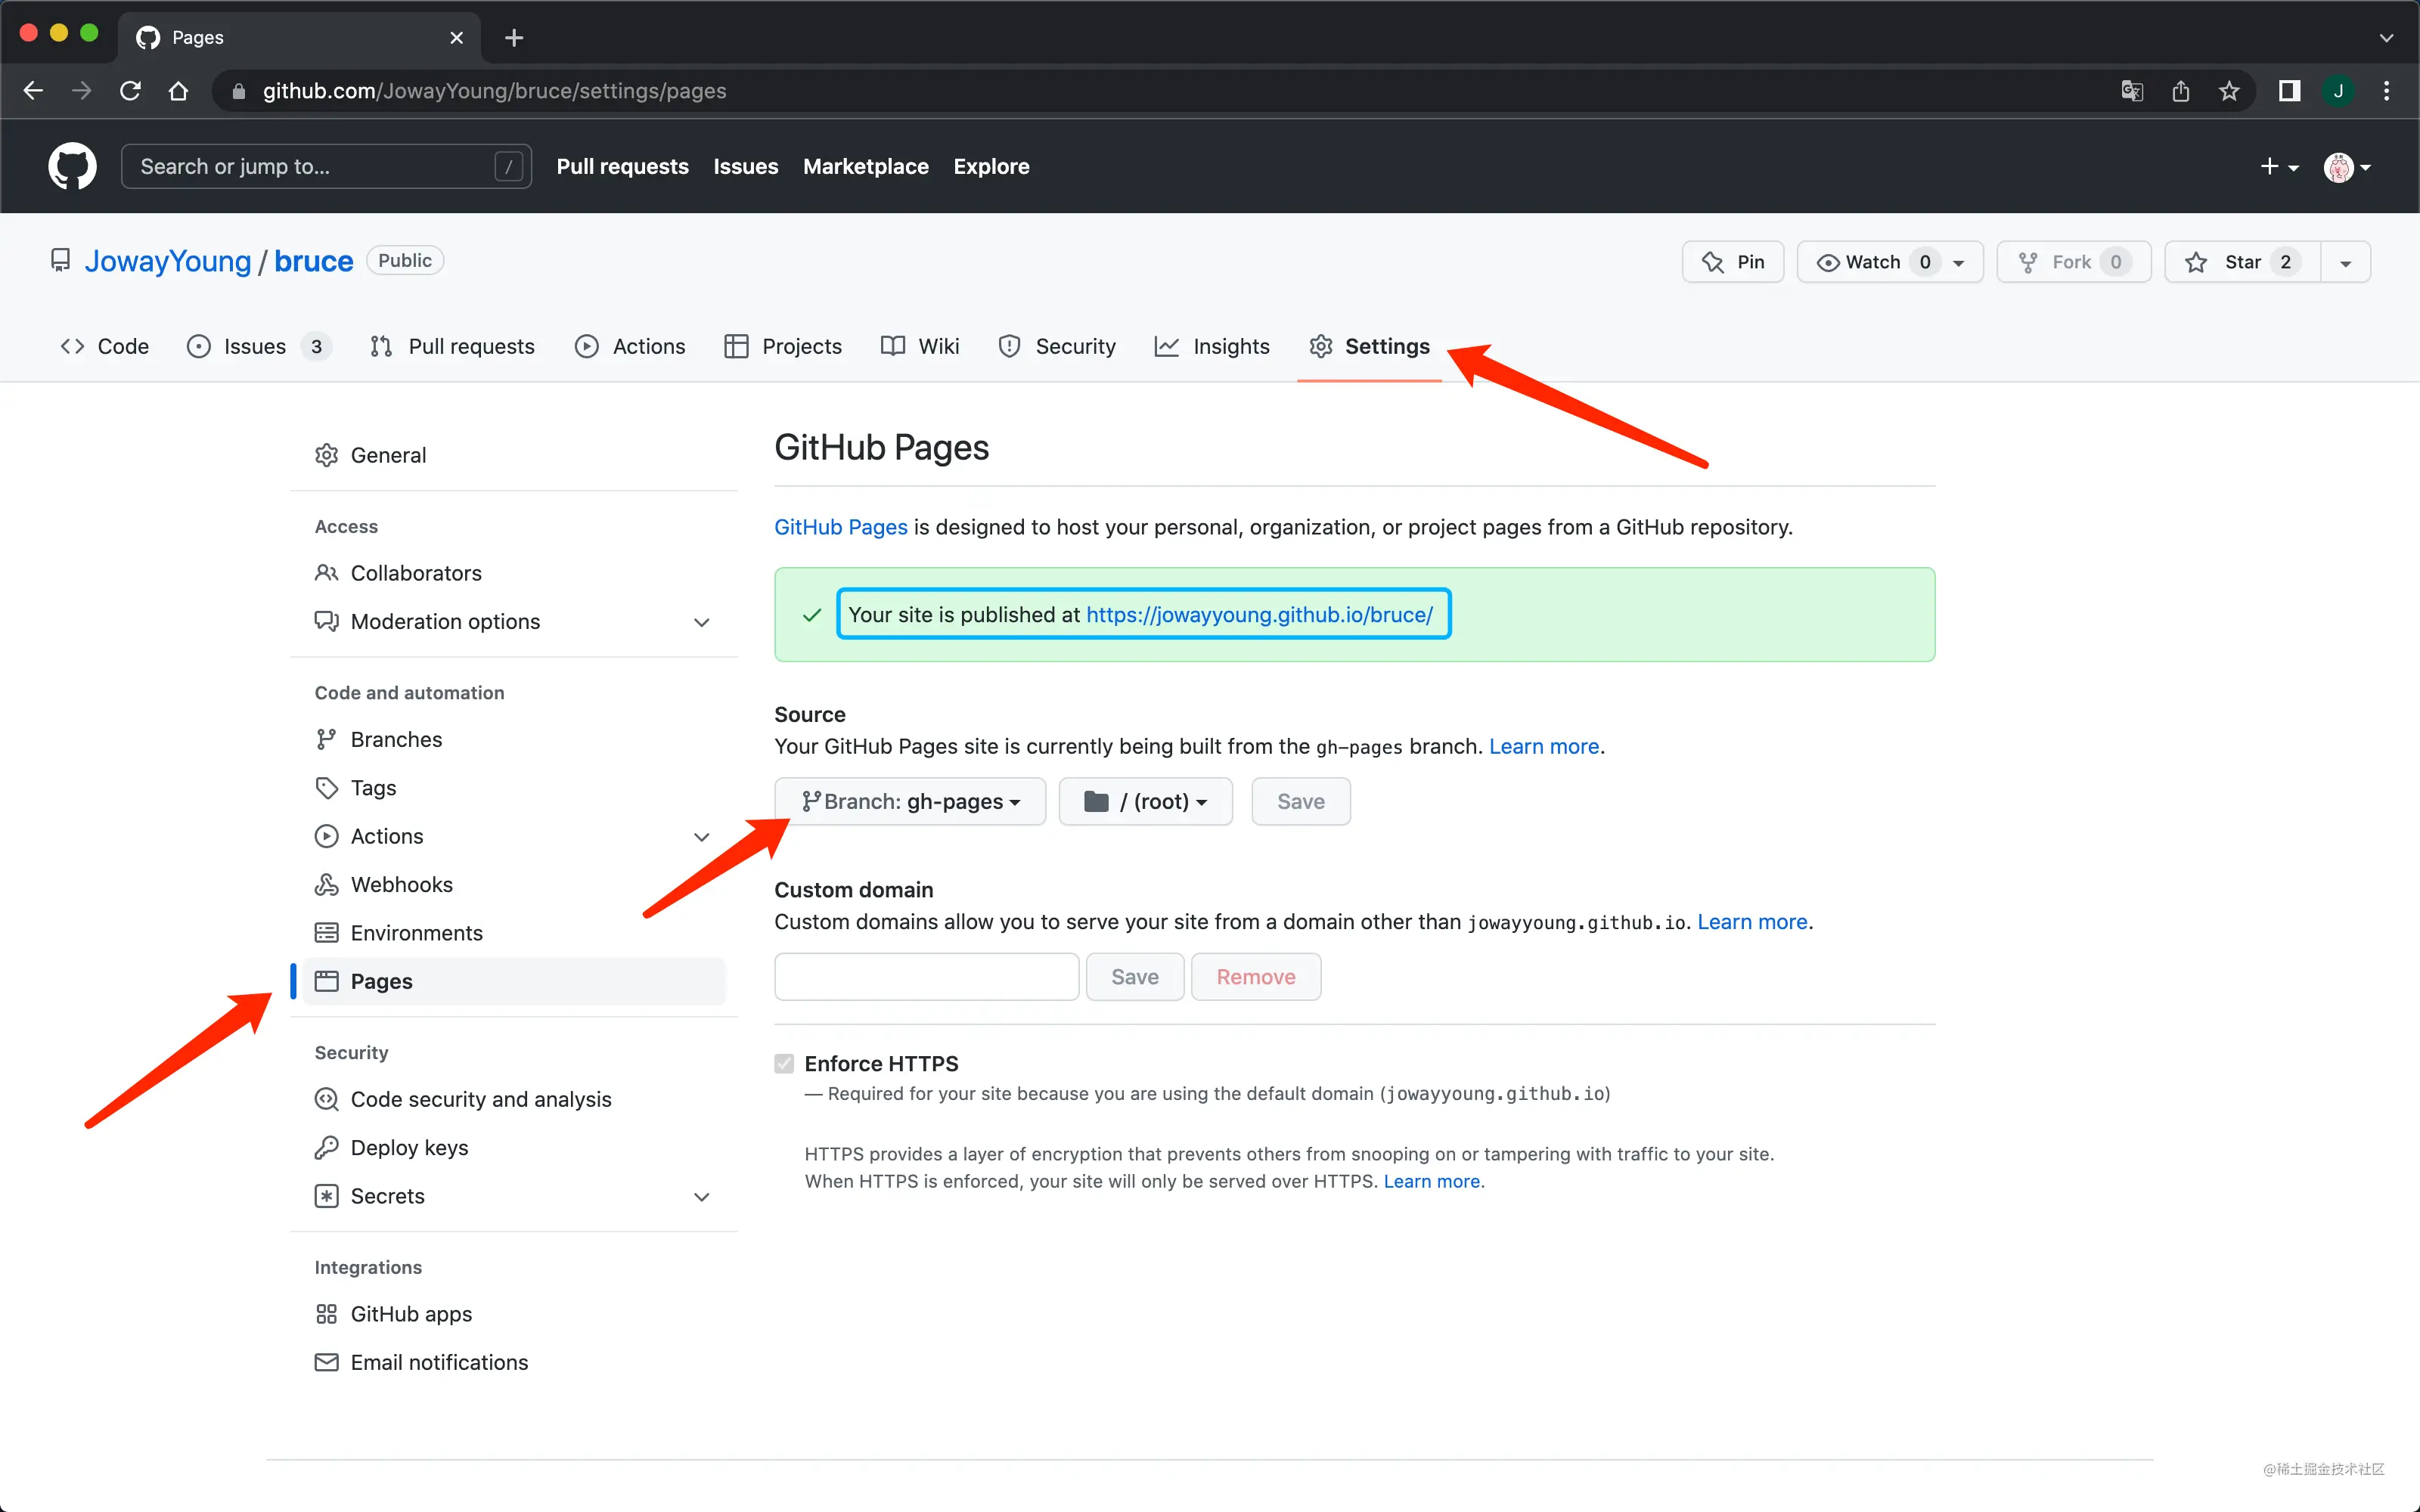 Pages
github.com/JowayYoung/bruce/settings/pages
J
Search or jump to... /
Pull requests Issues Marketplace Explore
JowayYoung / bruce Public
Pin Watch 0 Fork 0 Star 2
Code Issues 3 Pull requests Actions Projects Wiki Security Insights Settings
General
Access
Collaborators
Moderation options
Code and automation
Branches
Tags
Actions
Webhooks
Environments
Pages
Security
Code security and analysis
Deploy keys
Secrets
Integrations
GitHub apps
Email notifications
GitHub Pages
GitHub Pages is designed to host your personal, organization, or project pages from a GitHub repository.
Your site is published at https://jowayyoung.github.io/bruce/
Source
Your GitHub Pages site is currently being built from the gh-pages branch. Learn more.
Branch: gh-pages / (root) Save
Custom domain
Custom domains allow you to serve your site from a domain other than jowayyoung.github.io. Learn more.
Save Remove
Enforce HTTPS
— Required for your site because you are using the default domain (jowayyoung.github.io)
HTTPS provides a layer of encryption that prevents others from snooping on or tampering with traffic to your site.
When HTTPS is enforced, your site will only be served over HTTPS. Learn more.
@稀土掘金技术社区